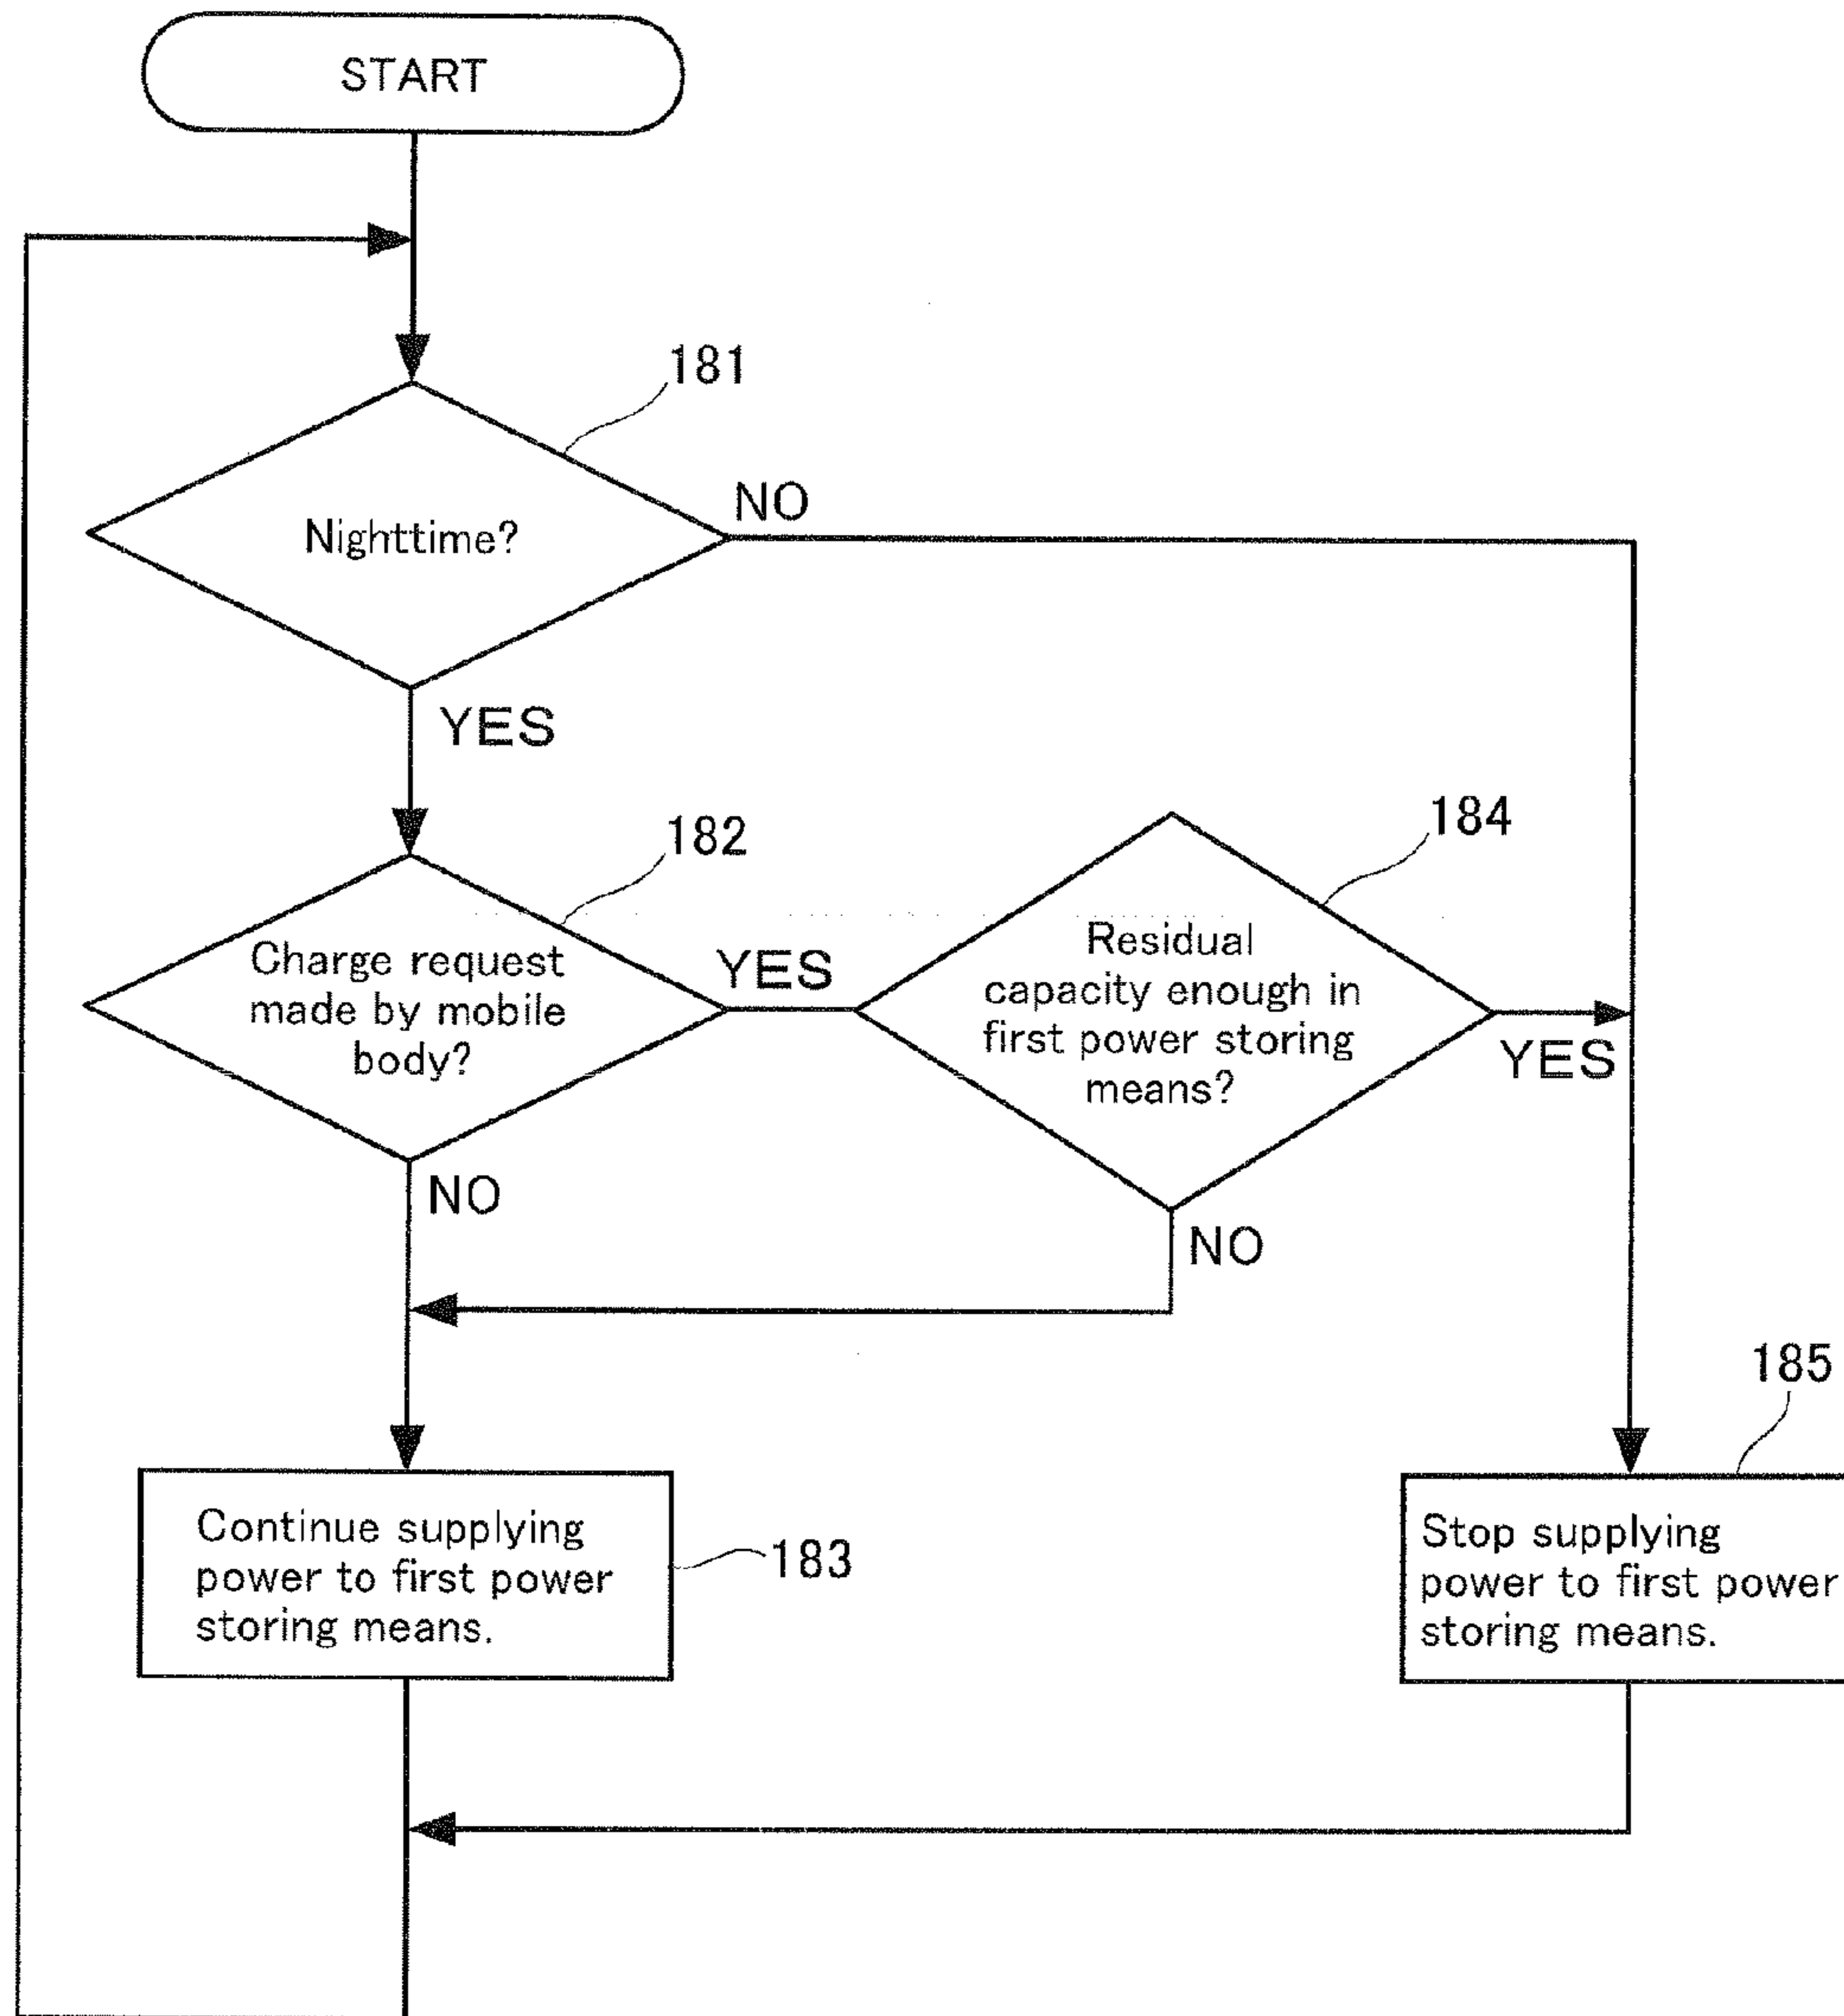 START
181
NO
Nighttime?
YES
182
184
Charge request
made by mobile
body?
YES
Residual
capacity enough in
first power storing
means?
YES
NO
NO
185
Continue supplying
power to first power
storing means.
183
Stop supplying
power to first power
storing means.